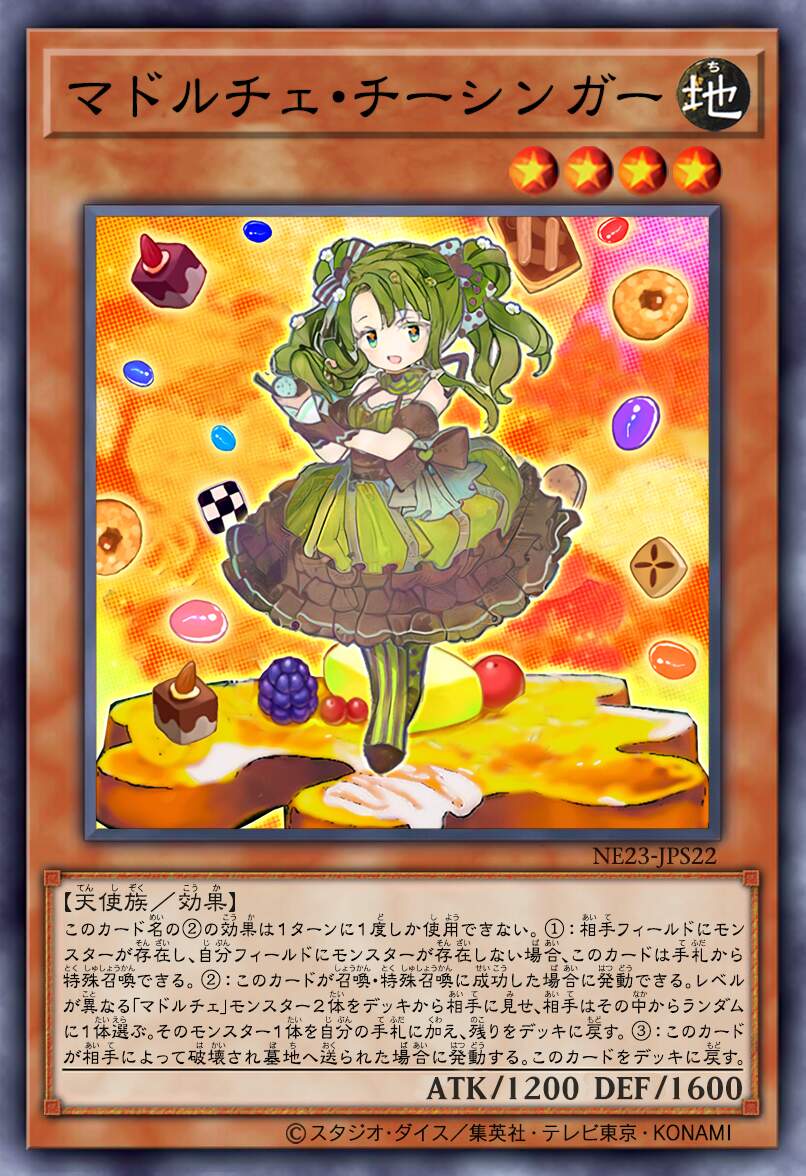 マドルチェ・チーシンガー
地
ち
NE23-JPS22
【天使族／効果】
このカード名の②の効果は１ターンに１度しか使用できない。①：相手フィールドにモン
スターが存在し、自分フィールドにモンスターが存在しない場合、このカードは手札から
特殊召喚できる。②：このカードが召喚・特殊召喚に成功した場合に発動できる。レベル
が異なる「マドルチェ」モンスター２体をデッキから相手に見せ、相手はその中からランダム
に１体選ぶ。そのモンスター１体を自分の手札に加え、残りをデッキに戻す。③：このカード
が相手によって破壊され墓地へ送られた場合に発動する。このカードをデッキに戻す。
ATK/1200 DEF/1600
©スタジオ・ダイス／集英社・テレビ東京・KONAMI